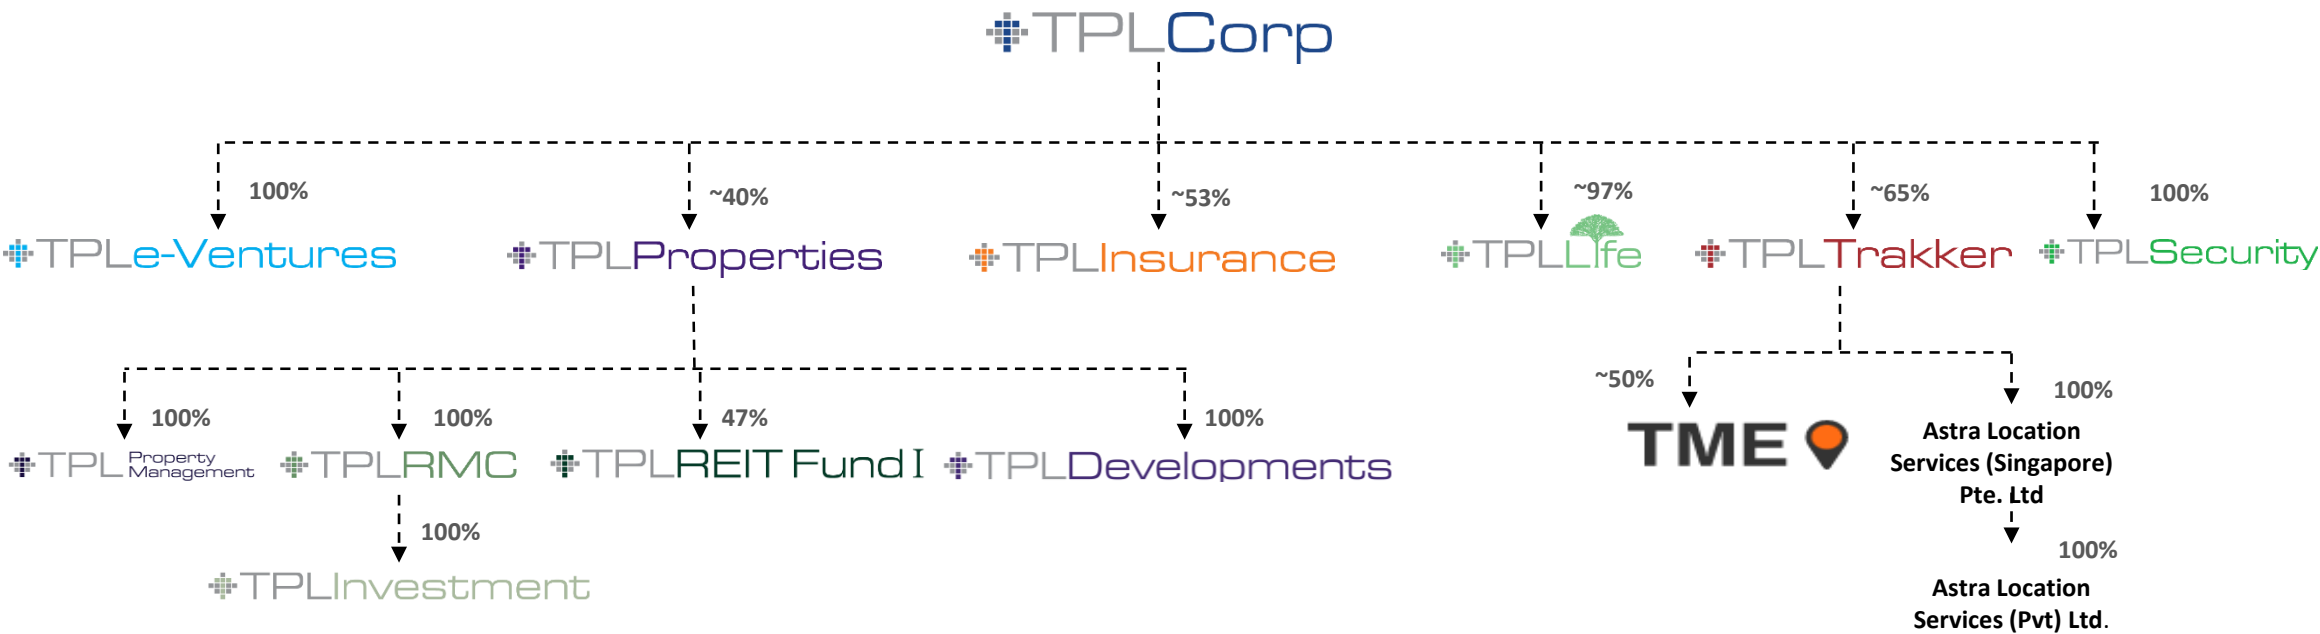 TPLCorp
100%
~40%
~53%
~97%
~65%
100%
TPLe-Ventures
TPLProperties
TPLInsurance
TPLLife
TPLTrakker
TPLSecurity
~50%
100%
100%
100%
47%
100%
TPL Property
Management
TPLRMC
TPLREIT Fund I
TPLDevelopments
TME
Astra Location
Services (Singapore)
Pte. Ltd
100%
100%
TPLInvestment
Astra Location
Services (Pvt) Ltd.